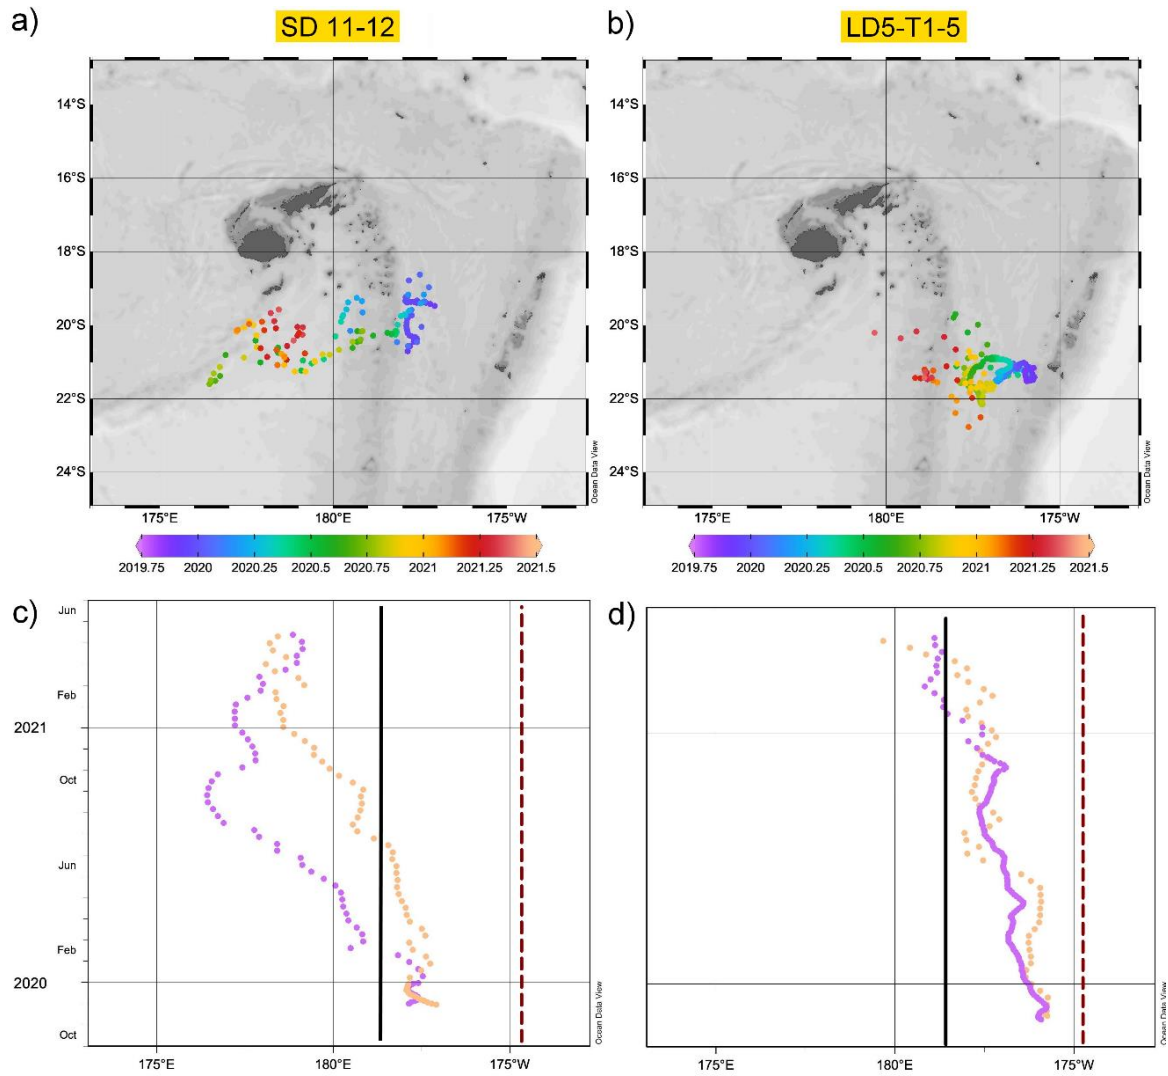 a)
SD 11-12
b)
LD5-T1-5
14°S
16°S
18°S
20°S
22°S
24°S
175°E
180°E
175°W
Ocean Data View
14°S
16°S
18°S
20°S
22°S
24°S
175°E
180°E
175°W
Ocean Data View
2019.75 2020 2020.25 2020.5 2020.75 2021 2021.25 2021.5
2019.75 2020 2020.25 2020.5 2020.75 2021 2021.25 2021.5
c)
Jun
Feb
2021
Oct
Jun
Feb
2020
Oct
175°E
180°E
175°W
Ocean Data View
d)
175°E
180°E
175°W
Ocean Data View